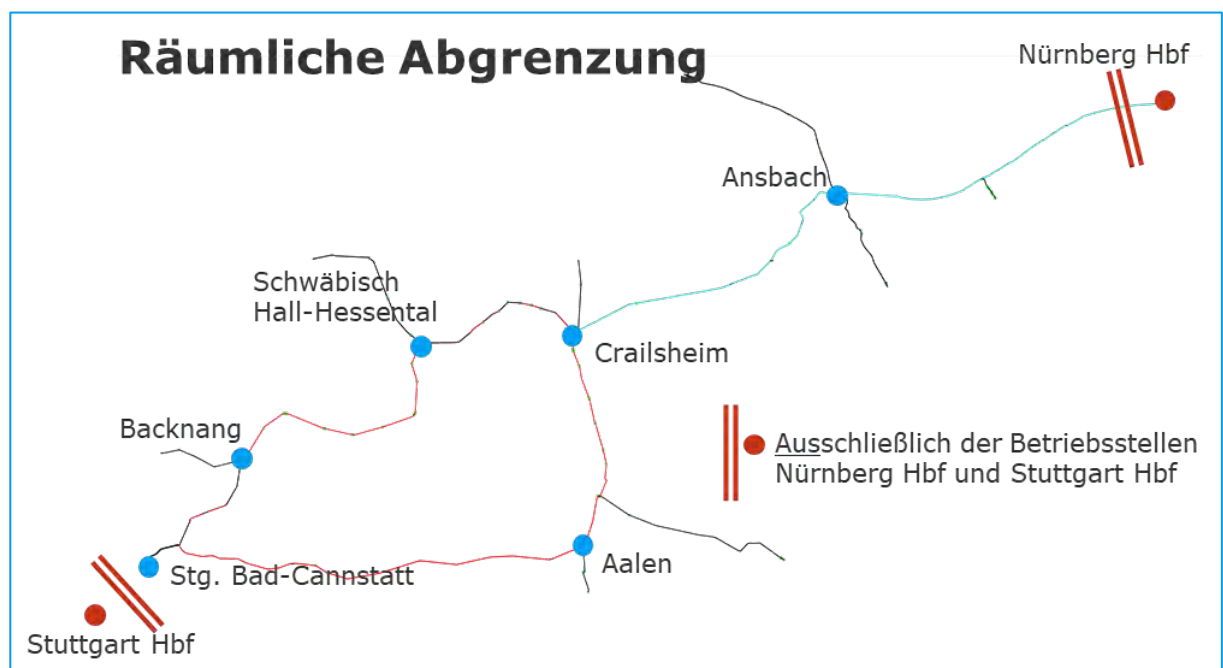 Räumliche Abgrenzung
Nürnberg Hbf
Ansbach
Schwäbisch
Hall-Hessental
Crailsheim
Backnang
Ausschließlich der Betriebsstellen
Nürnberg Hbf und Stuttgart Hbf
Aalen
Stg. Bad-Cannstatt
Stuttgart Hbf